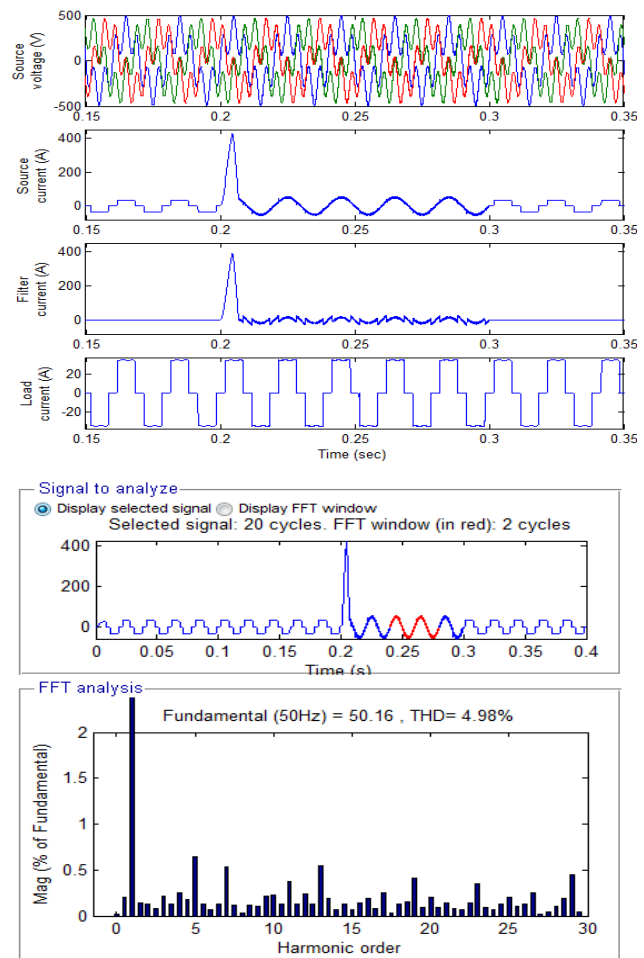 500
0
-500
Source
voltage (V)
0.15 0.2 0.25 0.3 0.35
400
200
0
Source
current (A)
0.15 0.2 0.25 0.3 0.35
400
200
0
Filter
current (A)
0.15 0.2 0.25 0.3 0.35
20
0
-20
Load
current (A)
0.15 0.2 0.25 0.3 0.35
Time (sec)
Signal to analyze
Display selected signal Display FFT window
Selected signal: 20 cycles. FFT window (in red): 2 cycles
400
200
0
0 0.05 0.1 0.15 0.2 0.25 0.3 0.35 0.4
Time (s)
FFT analysis
Fundamental (50Hz) = 50.16 , THD= 4.98%
2
1.5
1
0.5
0
Mag (% of Fundamental)
0 5 10 15 20 25 30
Harmonic order